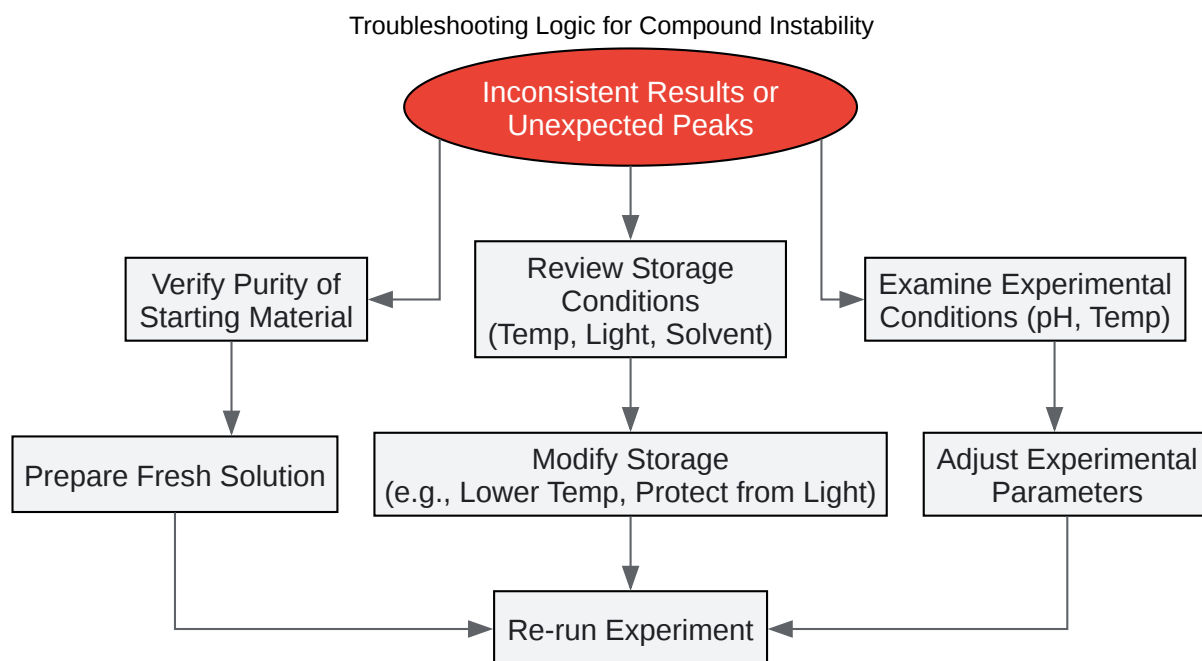 Troubleshooting Logic for Compound Instability
Inconsistent Results or
Unexpected Peaks
Verify Purity of
Starting Material
Review Storage
Conditions
(Temp, Light, Solvent)
Examine Experimental
Conditions (pH, Temp)
Prepare Fresh Solution
Modify Storage
(e.g., Lower Temp, Protect from Light)
Adjust Experimental
Parameters
Re-run Experiment